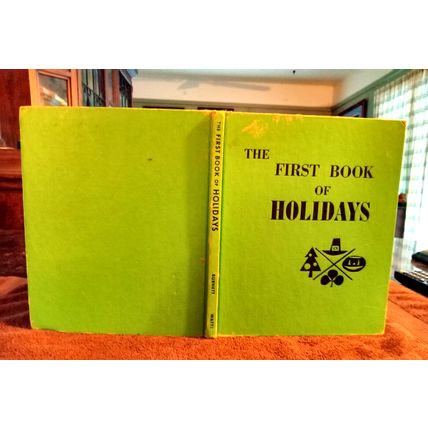 THE FIRST BOOK OF HOLIDAYS BURNETT WATTS
THE
FIRST BOOK
OF
HOLIDAYS